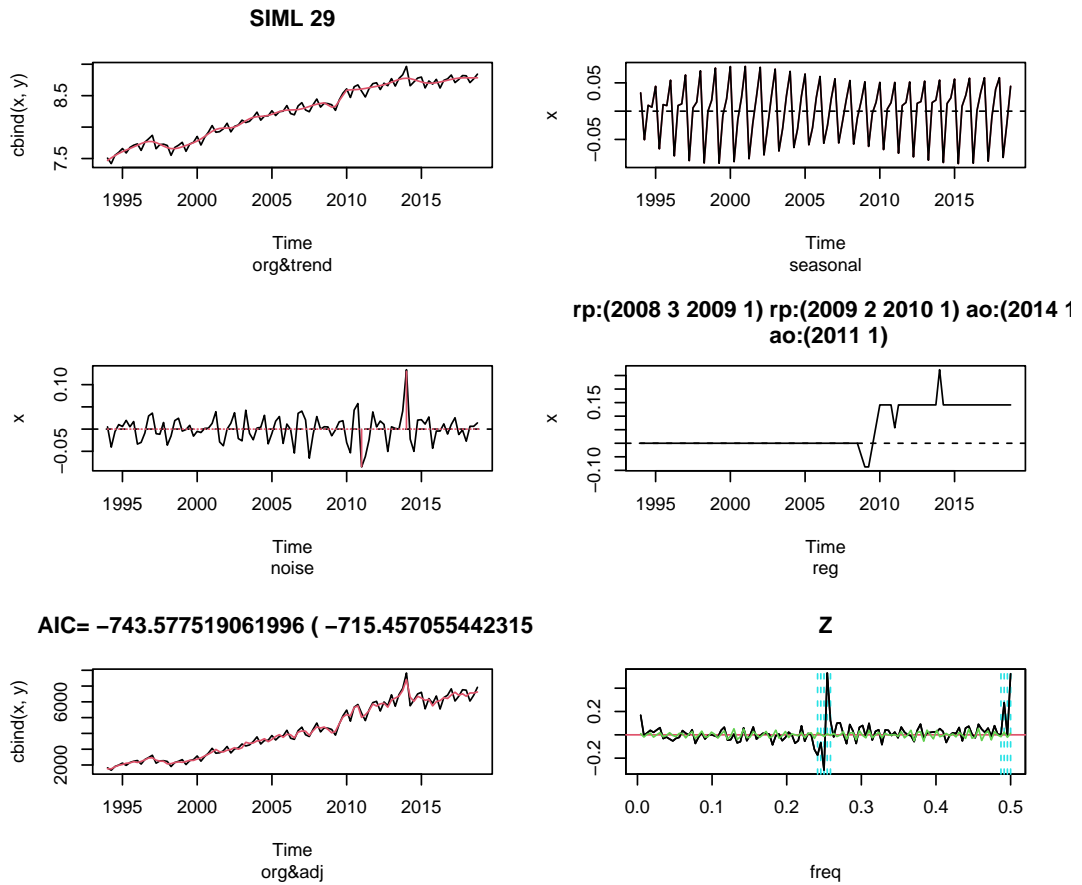 SIML 29
cbind(x, y)
7.5 8.5
1995 2000 2005 2010 2015
Time
org&trend
x
−0.05 0.05
1995 2000 2005 2010 2015
Time
seasonal
x
−0.05 0.10
1995 2000 2005 2010 2015
Time
noise
rp:(2008 3 2009 1) rp:(2009 2 2010 1) ao:(2014 1
ao:(2011 1)
x
−0.10 0.15
1995 2000 2005 2010 2015
Time
reg
AIC= −743.577519061996 ( −715.457055442315
cbind(x, y)
2000 6000
1995 2000 2005 2010 2015
Time
org&adj
Z
−0.2 0.2
0.0 0.1 0.2 0.3 0.4 0.5
freq